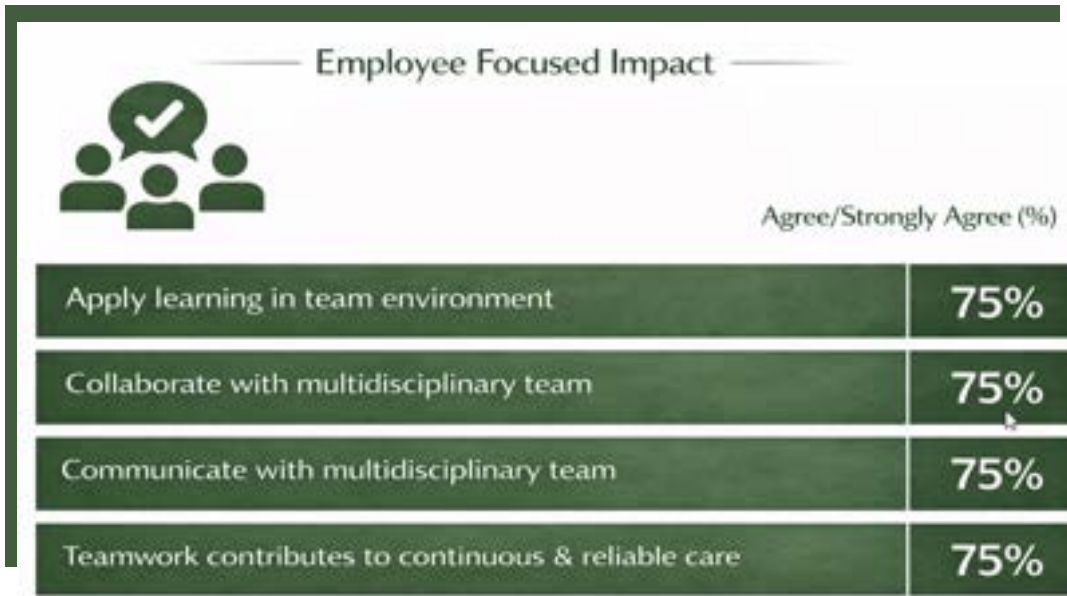 Employee Focused Impact
Agree/Strongly Agree (%)
Apply learning in team environment 75%
Collaborate with multidisciplinary team 75%
Communicate with multidisciplinary team 75%
Teamwork contributes to continuous & reliable care 75%